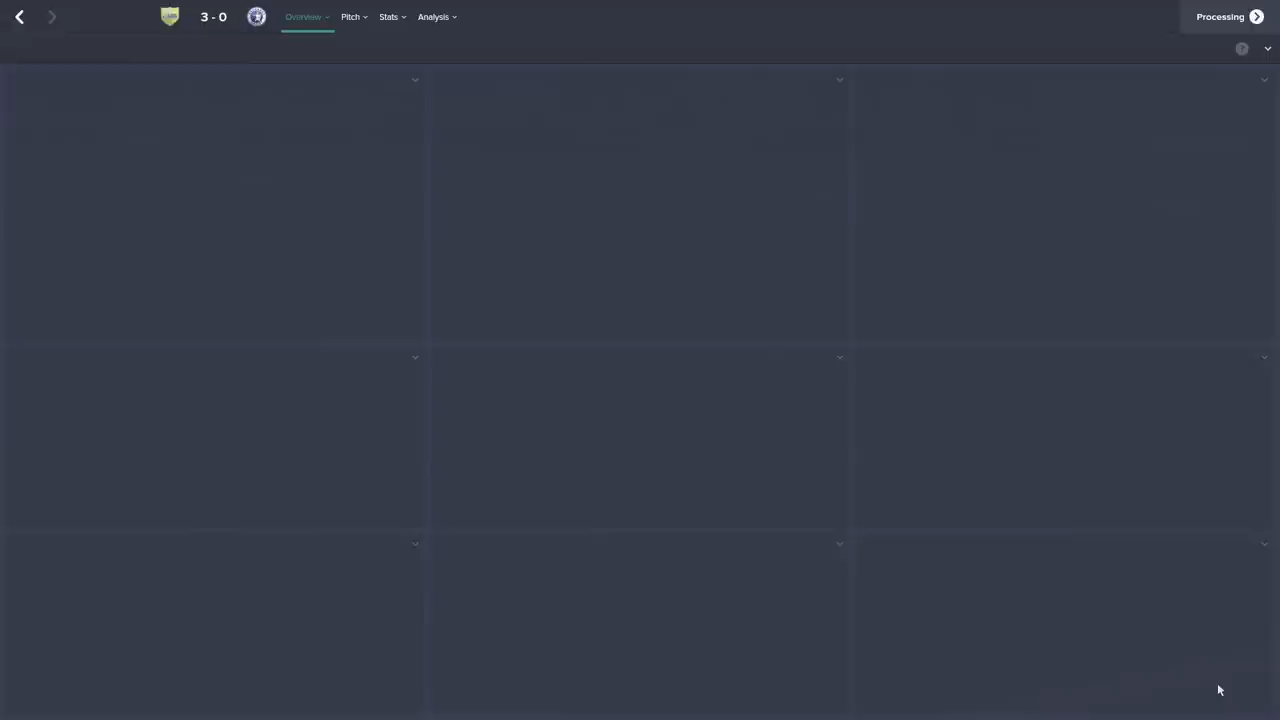 3 - 0
Overview
Pitch
Stats
Analysis
Processing
?